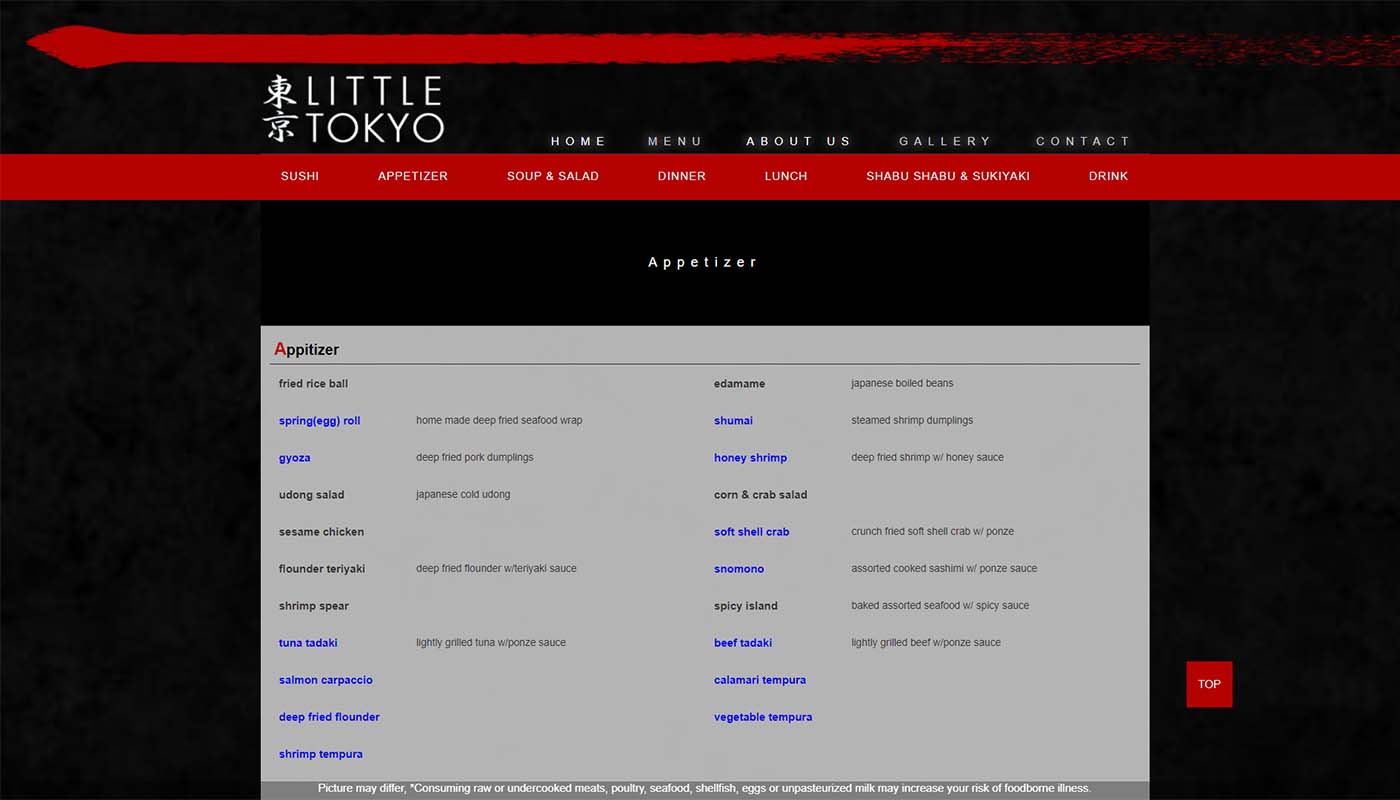 東京 LITTLE TOKYO
HOME MENU ABOUT US GALLERY CONTACT
SUSHI APPETIZER SOUP & SALAD DINNER LUNCH SHABU SHABU & SUKIYAKI DRINK
Appetizer
Appitizer
fried rice ball edamame japanese boiled beans
spring(egg) roll home made deep fried seafood wrap shumai steamed shrimp dumplings
gyoza deep fried pork dumplings honey shrimp deep fried shrimp w/ honey sauce
udong salad japanese cold udong corn & crab salad
sesame chicken soft shell crab crunch fried soft shell crab w/ ponze
flounder teriyaki deep fried flounder w/teriyaki sauce snomono assorted cooked sashimi w/ ponze sauce
shrimp spear spicy island baked assorted seafood w/ spicy sauce
tuna tadaki lightly grilled tuna w/ponze sauce beef tadaki lightly grilled beef w/ponze sauce
salmon carpaccio calamari tempura
TOP
deep fried flounder vegetable tempura
shrimp tempura
Picture may differ, *Consuming raw or undercooked meats, poultry, seafood, shellfish, eggs or unpasteurized milk may increase your risk of foodborne illness.